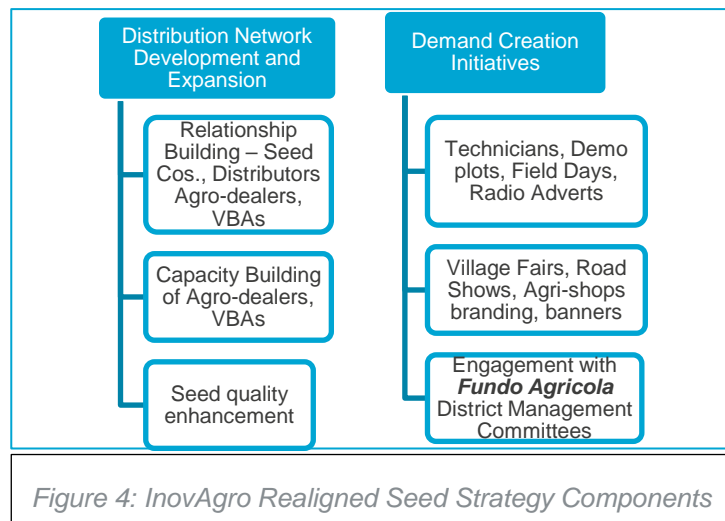 Distribution Network
Development and
Expansion
Relationship
Building – Seed
Cos., Distributors
Agro-dealers,
VBAs
Capacity Building
of Agro-dealers,
VBAs
Seed quality
enhancement
Demand Creation
Initiatives
Technicians, Demo
plots, Field Days,
Radio Adverts
Village Fairs, Road
Shows, Agri-shops
branding, banners
Engagement with
Fundo Agricola
District Management
Committees
Figure 4: InovAgro Realigned Seed Strategy Components